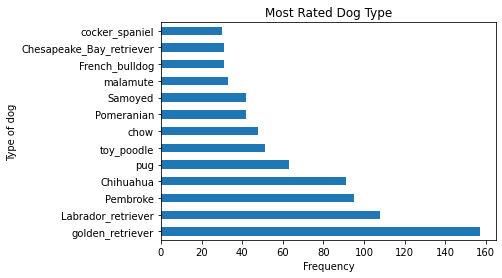 Most Rated Dog Type
Type of dog
cocker_spaniel
Chesapeake_Bay_retriever
French_bulldog
malamute
Samoyed
Pomeranian
chow
toy_poodle
pug
Chihuahua
Pembroke
Labrador_retriever
golden_retriever
0 20 40 60 80 100 120 140 160
Frequency